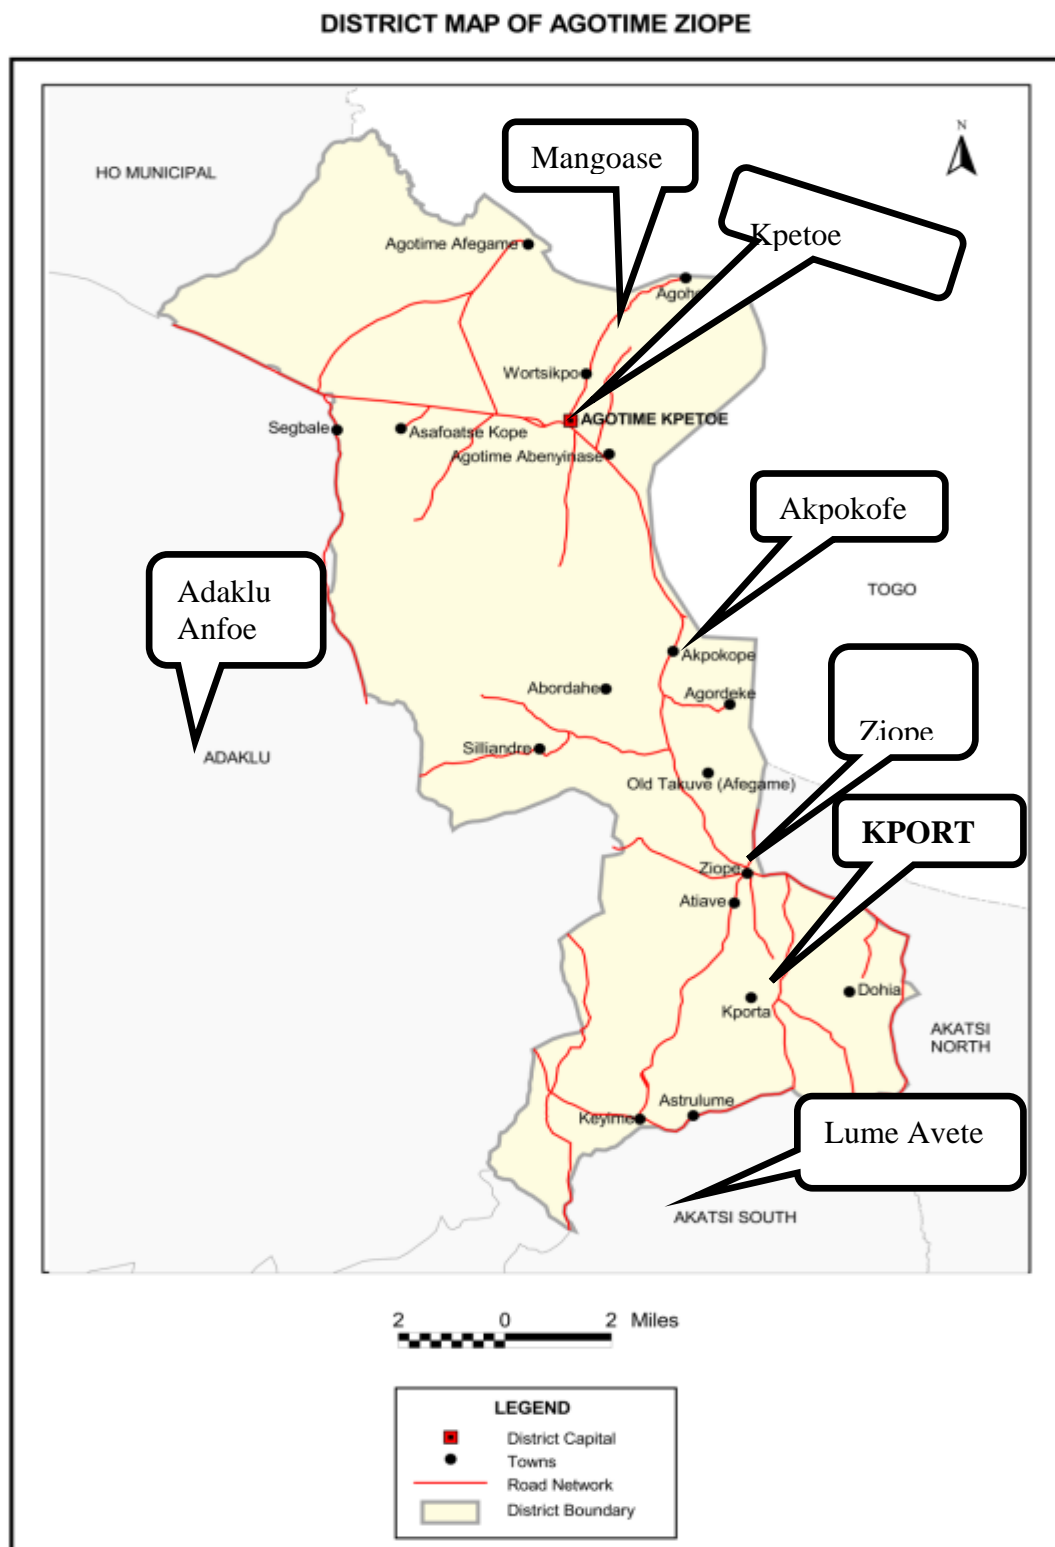 DISTRICT MAP OF AGOTIME ZIOPE
N
HO MUNICIPAL
Mangoase
Kpetoe
Agotime Afegame
Wortsikpo
AGOTIME KPETOE
Segbale
Asafoatse Kope
Agotime Abenyinase
Akpokofe
TOGO
Adaklu
Anfoe
Akpokope
Abordahe
Agordeke
Ziope
Silliandro
ADAKLU
Old Takuve (Afegame)
KPORT
Ziope
Atiave
Dohia
Kporta
AKATSI
NORTH
Astrulume
Keyime
Lume Avete
AKATSI SOUTH
2 0 2 Miles
LEGEND
District Capital
Towns
Road Network
District Boundary